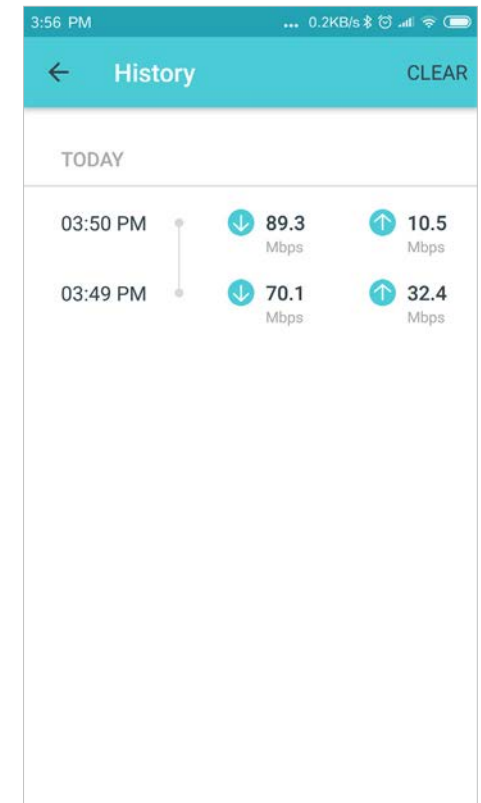 3:56 PM ... 0.2KB/s
History CLEAR
TODAY
03:50 PM 89.3 10.5
Mbps Mbps
03:49 PM 70.1 32.4
Mbps Mbps